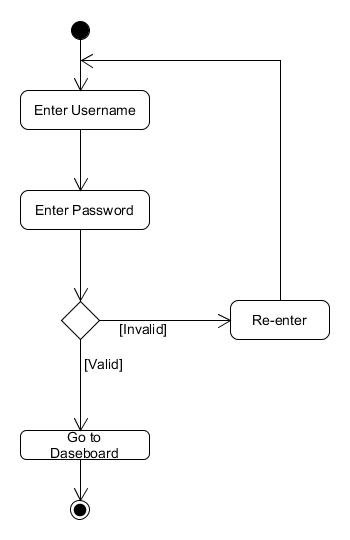 Enter Username
Enter Password
[Invalid]
Re-enter
[Valid]
Go to
Daseboard